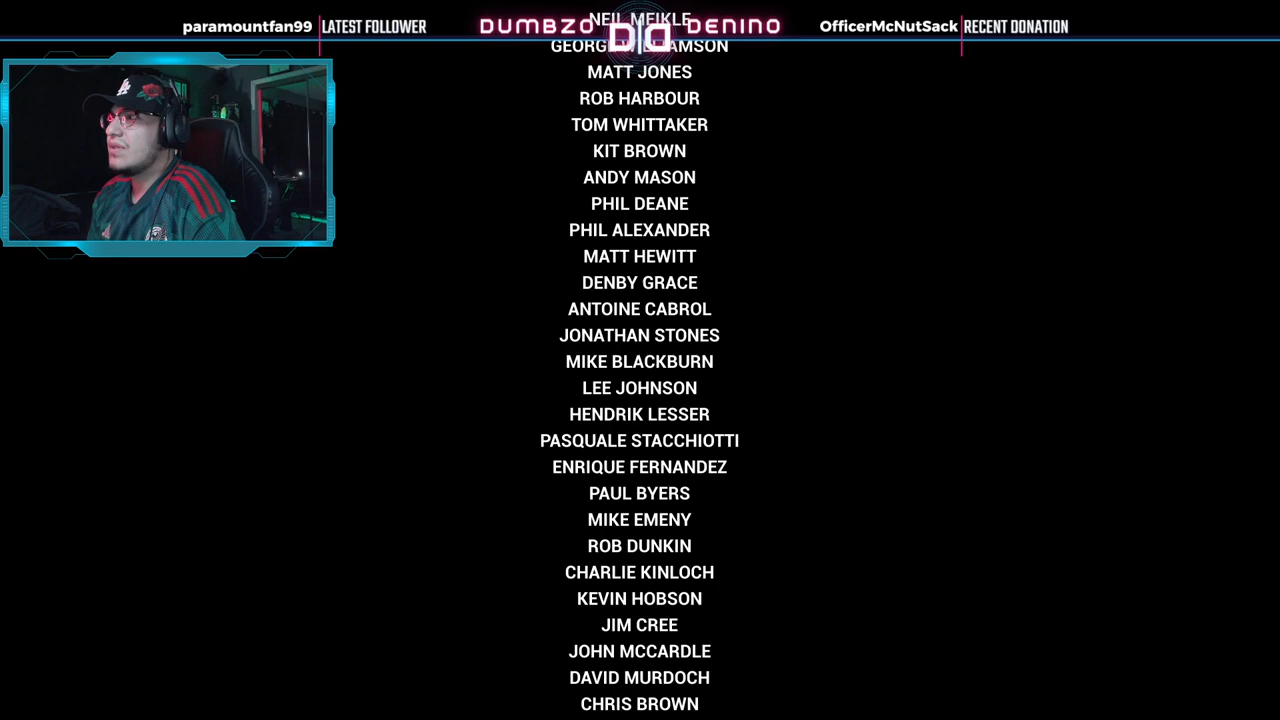 paramountfan99 LATEST FOLLOWER
DUMBZO DENINO
OfficerMcNutSack RECENT DONATION
NEIL MEIKLE
MATT JONES
ROB HARBOUR
TOM WHITTAKER
KIT BROWN
ANDY MASON
PHIL DEANE
PHIL ALEXANDER
MATT HEWITT
DENBY GRACE
ANTOINE CABROL
JONATHAN STONES
MIKE BLACKBURN
LEE JOHNSON
HENDRIK LESSER
PASQUALE STACCHIOTTI
ENRIQUE FERNANDEZ
PAUL BYERS
MIKE EMENY
ROB DUNKIN
CHARLIE KINLOCH
KEVIN HOBSON
JIM CREE
JOHN MCCARDLE
DAVID MURDOCH
CHRIS BROWN